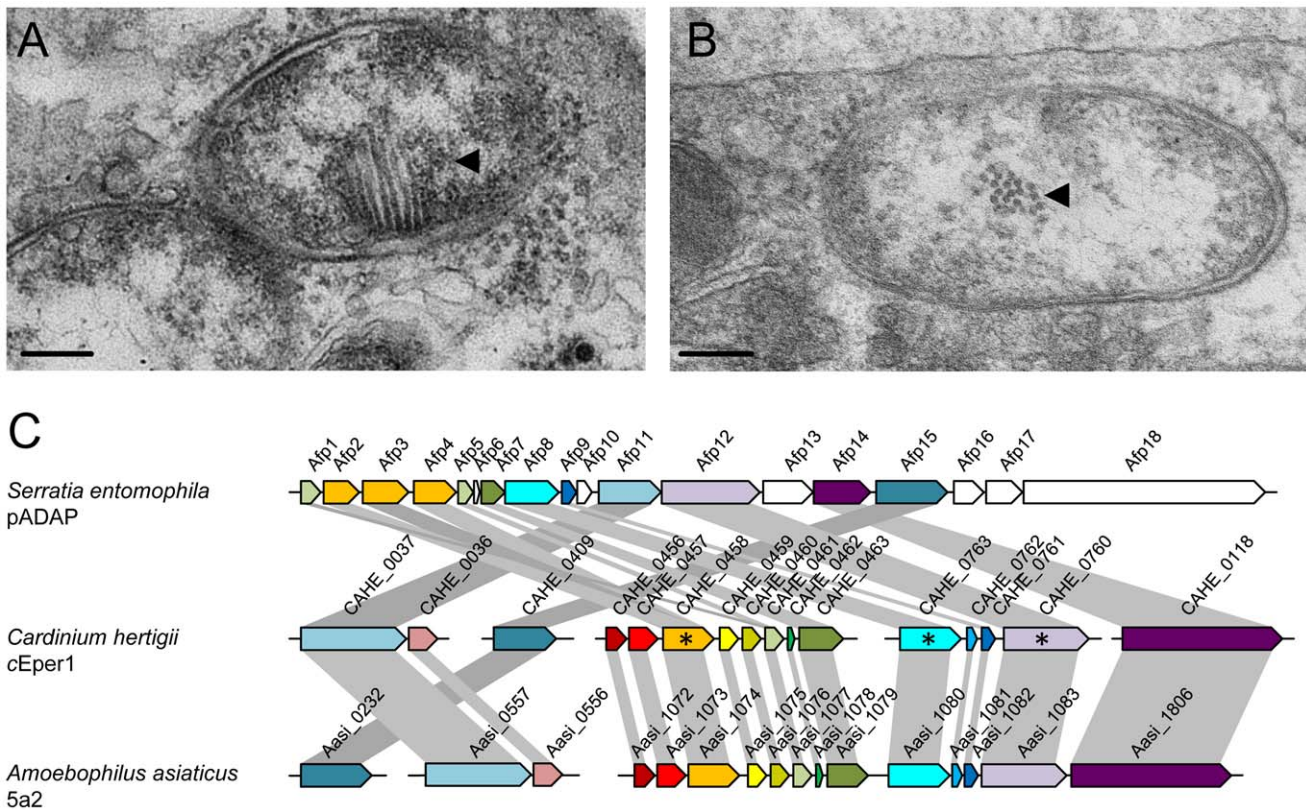 A
B
C
Afp1 Afp2 Afp3 Afp4 Afp5 Afp6 Afp7 Afp8 Afp9 Afp10 Afp11 Afp12 Afp13 Afp14 Afp15 Afp16 Afp17 Afp18
Serratia entomophila
pADAP
CAHE_0037 CAHE_0036 CAHE_0409 CAHE_0456 CAHE_0457 CAHE_0458 CAHE_0459 CAHE_0460 CAHE_0461 CAHE_0462 CAHE_0463 CAHE_0763 CAHE_0762 CAHE_0761 CAHE_0760 CAHE_0118
Cardinium hertigii
* * *
cEper1
Aasi_0232 Aasi_0557 Aasi_0556 Aasi_1072 Aasi_1073 Aasi_1074 Aasi_1075 Aasi_1076 Aasi_1077 Aasi_1078 Aasi_1079 Aasi_1080 Aasi_1081 Aasi_1082 Aasi_1083 Aasi_1806
Amoebophilus asiaticus
5a2